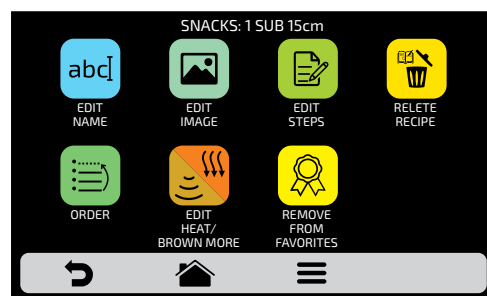 SNACKS: 1 SUB 15cm
abc
EDIT
NAME
EDIT
IMAGE
EDIT
STEPS
RELETE
RECIPE
ORDER
EDIT
HEAT/
BROWN MORE
REMOVE
FROM
FAVORITES